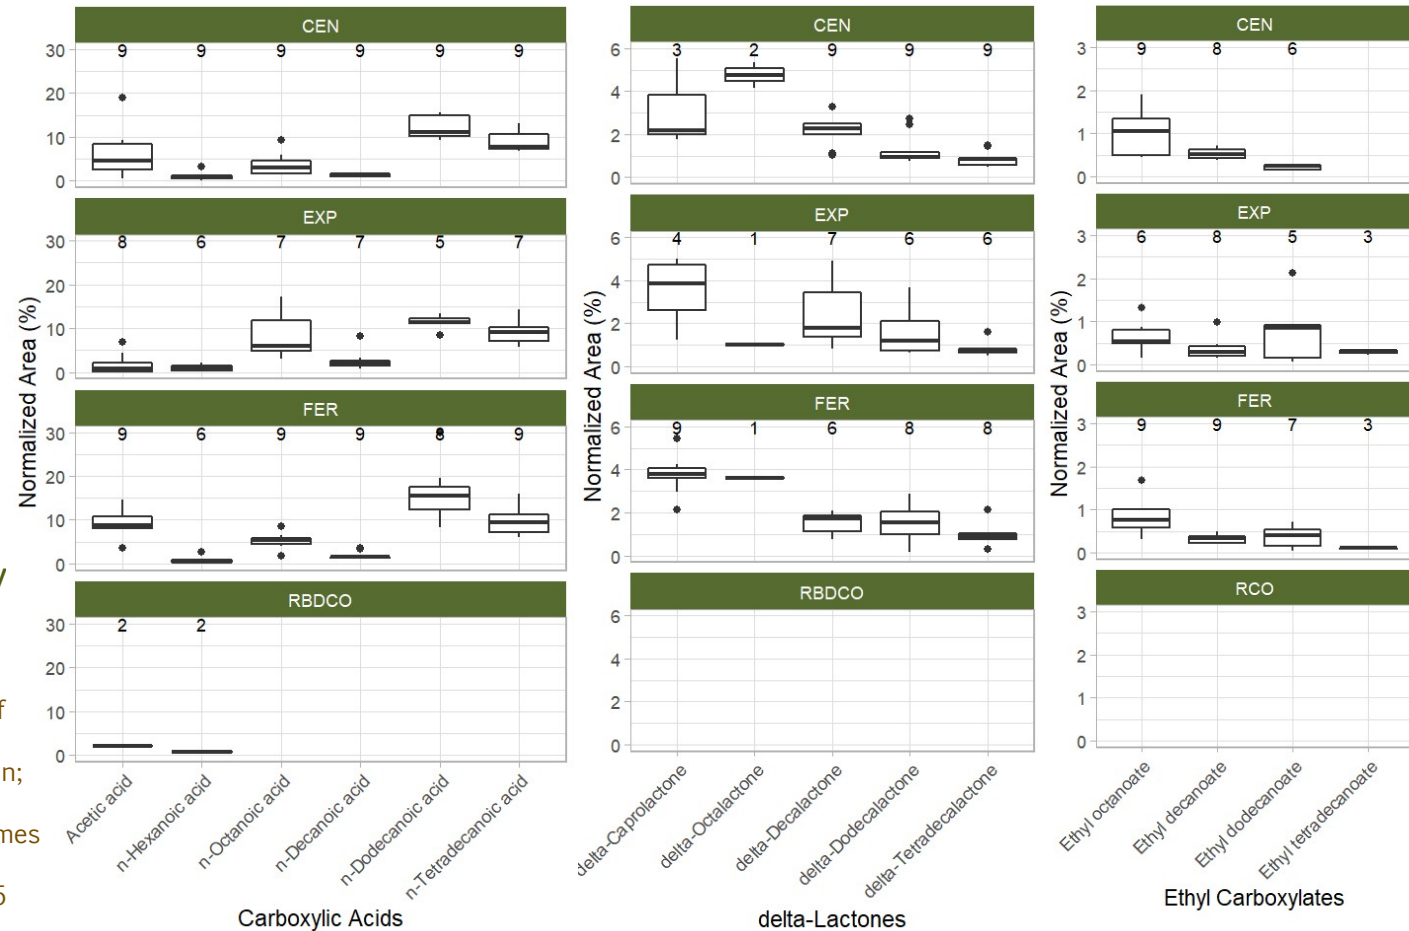 CEN
30
20
10
0
9 9 9 9 9 9
EXP
30
20
10
0
8 6 7 7 5 7
FER
30
20
10
0
9 6 9 9 8 9
RBDCO
30
20
10
0
2 2
Normalized Area (%)
Acetic acid
n-Hexanoic acid
n-Octanoic acid
n-Decanoic acid
n-Dodecanoic acid
n-Tetradecanoic acid
Carboxylic Acids
CEN
6
4
2
0
3 2 9 9 9
EXP
6
4
2
0
4 1 7 6 6
FER
6
4
2
0
9 1 6 8 8
RBDCO
6
4
2
0
Normalized Area (%)
delta-Caprolactone
delta-Octalactone
delta-Decalactone
delta-Dodecalactone
delta-Tetradecalactone
delta-Lactones
CEN
3
2
1
0
9 8 6
EXP
3
2
1
0
6 8 5 3
FER
3
2
1
0
9 9 7 3
RCO
3
2
1
0
Normalized Area (%)
Ethyl octanoate
Ethyl decanoate
Ethyl dodecanoate
Ethyl tetradecanoate
Ethyl Carboxylates
n;
mes